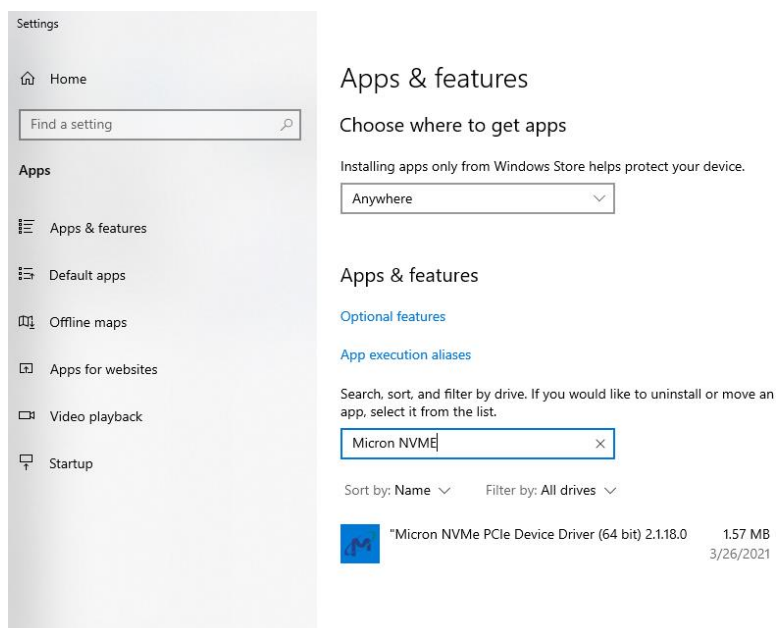 Settings
Home
Find a setting
Apps
Apps & features
Default apps
Offline maps
Apps for websites
Video playback
Startup
Apps & features
Choose where to get apps
Installing apps only from Windows Store helps protect your device.
Anywhere
Apps & features
Optional features
App execution aliases
Search, sort, and filter by drive. If you would like to uninstall or move an
app, select it from the list.
Micron NVME
Sort by: Name Filter by: All drives
"Micron NVMe PCIe Device Driver (64 bit) 2.1.18.0 1.57 MB
3/26/2021